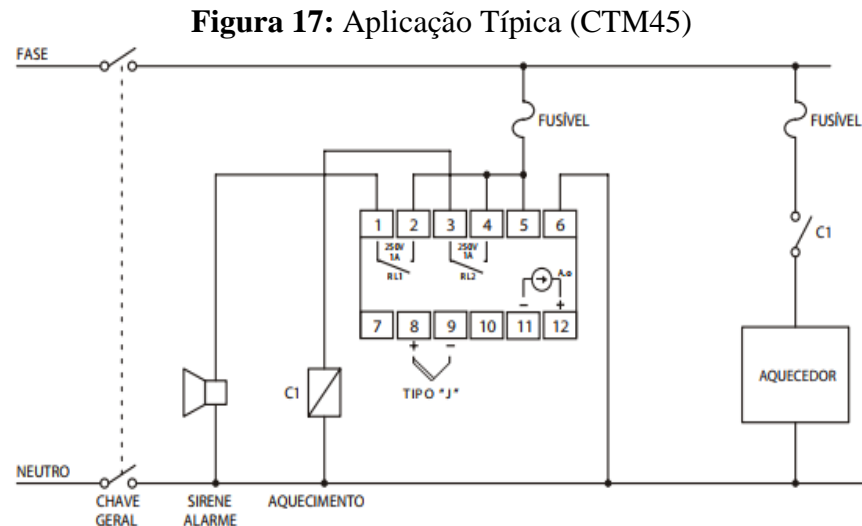 Figura 17: Aplicação Típica (CTM45)
FASE
FUSÍVEL
FUSÍVEL
1 2 3 4 5 6
250V
1A
RL1
250V
1A
RL2
C1
A.o
- +
7 8 9 10 11 12
+ -
TIPO "J"
C1
AQUECEDOR
NEUTRO
CHAVE
GERAL
SIRENE
ALARME
AQUECIMENTO